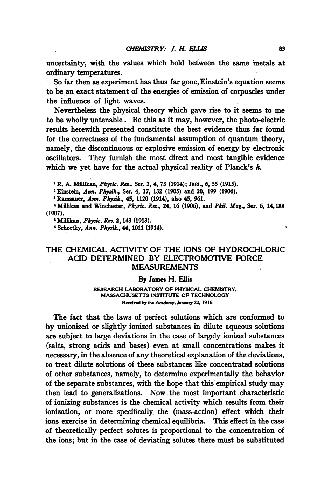 CHEMISTRY: J. H. ELLIS 83
uncertainty, with the values which hold between the same metals at
ordinary temperatures.
So far then as experiment has thus far gone, Einstein's equation seems
to be an exact statement of the energies of emission of corpuscles under
the influence of light waves.
Nevertheless the physical theory which gave rise to it seems to me
to be wholly untenable. Be this as it may, however, the photo-electric
results herewith presented constitute the best evidence thus far found
for the correctness of the fundamental assumption of quantum theory,
namely, the discontinuous or explosive emission of energy by electronic
oscillators. They furnish the most direct and most tangible evidence
which we yet have for the actual physical reality of Planck's h.
¹ R. A. Millikan, Physic. Rev., Ser. 2, 4, 73 (1914); Ibid., 6, 55 (1915).
² Einstein, Ann. Physik, Ser. 4, 17, 132 (1905) and 20, 199 (1906).
³ Ramsauer, Ann. Physik, 45, 1120 (1914), also 45, 961.
⁴ Millikan and Winchester, Physic. Rev., 24, 16 (1906), and Phil. Mag., Ser. 6, 14, 188
(1907).
⁵ Millikan, Physic. Rev.
⁶ Schottky, Ann. Physik, 44, 1011 (1914).
THE CHEMICAL ACTIVITY OF THE IONS OF HYDROCHLORIC
ACID DETERMINED BY ELECTROMOTIVE FORCE
MEASUREMENTS
By James H. Ellis
RESEARCH LABORATORY OF PHYSICAL CHEMISTRY,
MASSACHUSETTS INSTITUTE OF TECHNOLOGY
Received by the Academy, January 22, 1916
The fact that the laws of perfect solutions which are conformed to
by unionized or slightly ionized substances in dilute aqueous solutions
are subject to large deviations in the case of largely ionized substances
(salts, strong acids and bases) even at small concentrations makes it
necessary, in the absence of any theoretical explanation of the deviations,
to treat dilute solutions of these substances like concentrated solutions
of other substances, namely, to determine experimentally the behavior
of the separate substances, with the hope that this empirical study may
then lead to generalizations. Now the most important characteristic
of ionizing substances is the chemical activity which results from their
ionization, or more specifically the (mass-action) effect which their
ions exercise in determining chemical equilibria. This effect in the case
of theoretically perfect solutes is proportional to the concentration of
the ions; but in the case of deviating solutes there must be substituted